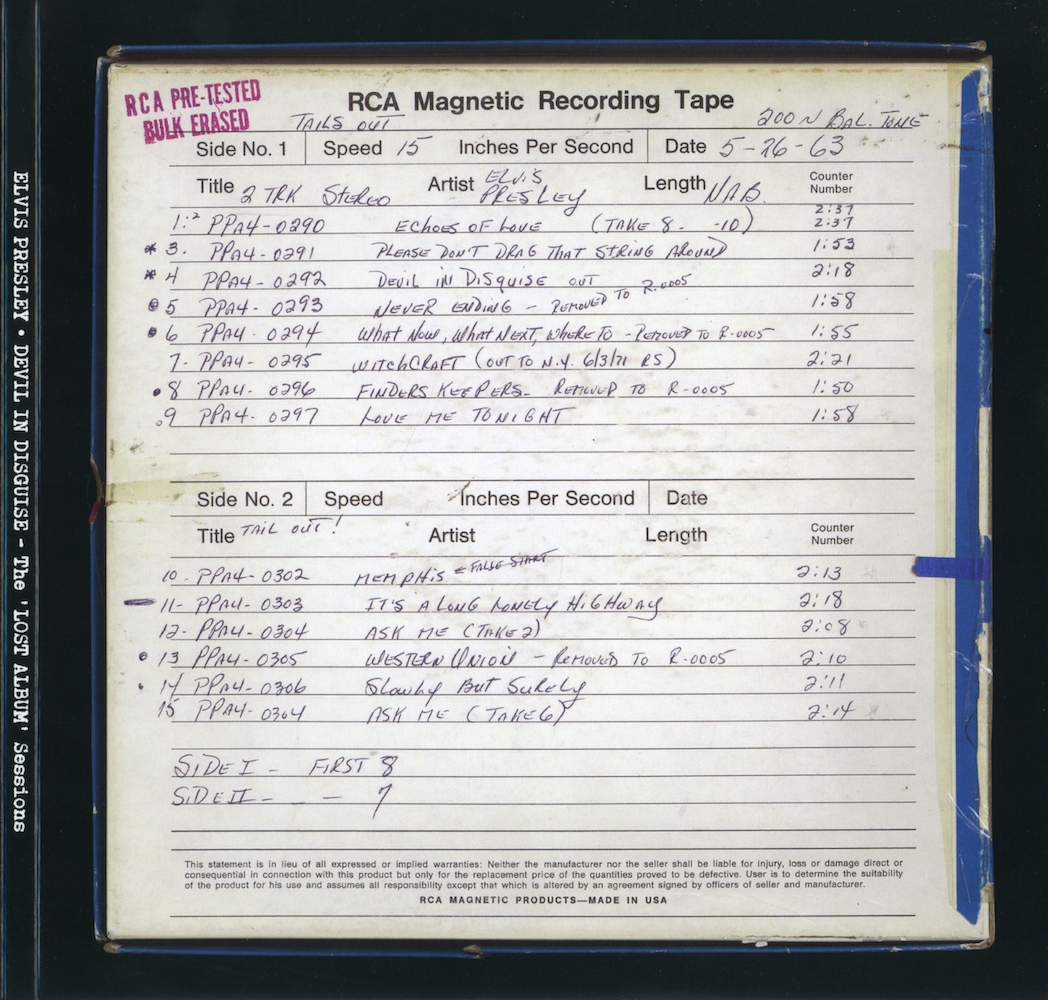 ELVIS PRESLEY • DEVIL IN DISGUISE - The 'LOST ALBUM' Sessions
RCA PRE-TESTED
BULK ERASED
RCA Magnetic Recording Tape
TAILS OUT 200 N BAL. TONE
Side No. 1 Speed 15 Inches Per Second Date 5-26-63
Title 2 TRK Stereo Artist ELVIS PRESLEY Length NAB. Counter Number
1:2 PPA4-0290 ECHOES OF LOVE (TAKE 8. -10) 2:37 2:37
* 3. PPA4-0291 PLEASE DON'T DRAG THAT STRING AROUND 1:53
* 4 PPA4-0292 DEVIL IN DISQUISE OUT 2:18
5 PPA4-0293 NEVER ENDING - REMOVED TO R-0005 1:58
• 6 PPA4-0294 WHAT NOW, WHAT NEXT, WHERE TO - REMOVED TO R-0005 1:55
7- PPA4-0295 WITCHCRAFT (OUT TO N.Y. 6/3/71 RS) 2:21
• 8 PPA4-0296 FINDERS KEEPERS- REMOVED TO R-0005 1:50
. 9 PPA4-0297 LOVE ME TONIGHT 1:58
Side No. 2 Speed Inches Per Second Date
Title TAIL OUT! Artist Length Counter Number
10. PPA4-0302 MEMPHIS - FALSE START 2:13
11- PPA4-0303 IT'S A LONG LONELY HIGHWAY 2:18
12- PPA4-0304 ASK ME (TAKE 2) 2:08
• 13 PPA4-0305 WESTERN UNION - REMOVED TO R-0005 2:10
. 14 PPA4-0306 Slowly But Surely 2:11
15 PPA4-0304 ASK ME (TAKE 6) 2:14
SIDE I - FIRST 8
SIDE II - - - 7
This statement is in lieu of all expressed or implied warranties: Neither the manufacturer nor the seller shall be liable for injury, loss or damage direct or
consequential in connection with this product but only for the replacement price of the quantities proved to be defective. User is to determine the suitability
of the product for his use and assumes all responsibility except that which is altered by an agreement signed by officers of seller and manufacturer.
RCA MAGNETIC PRODUCTS—MADE IN USA